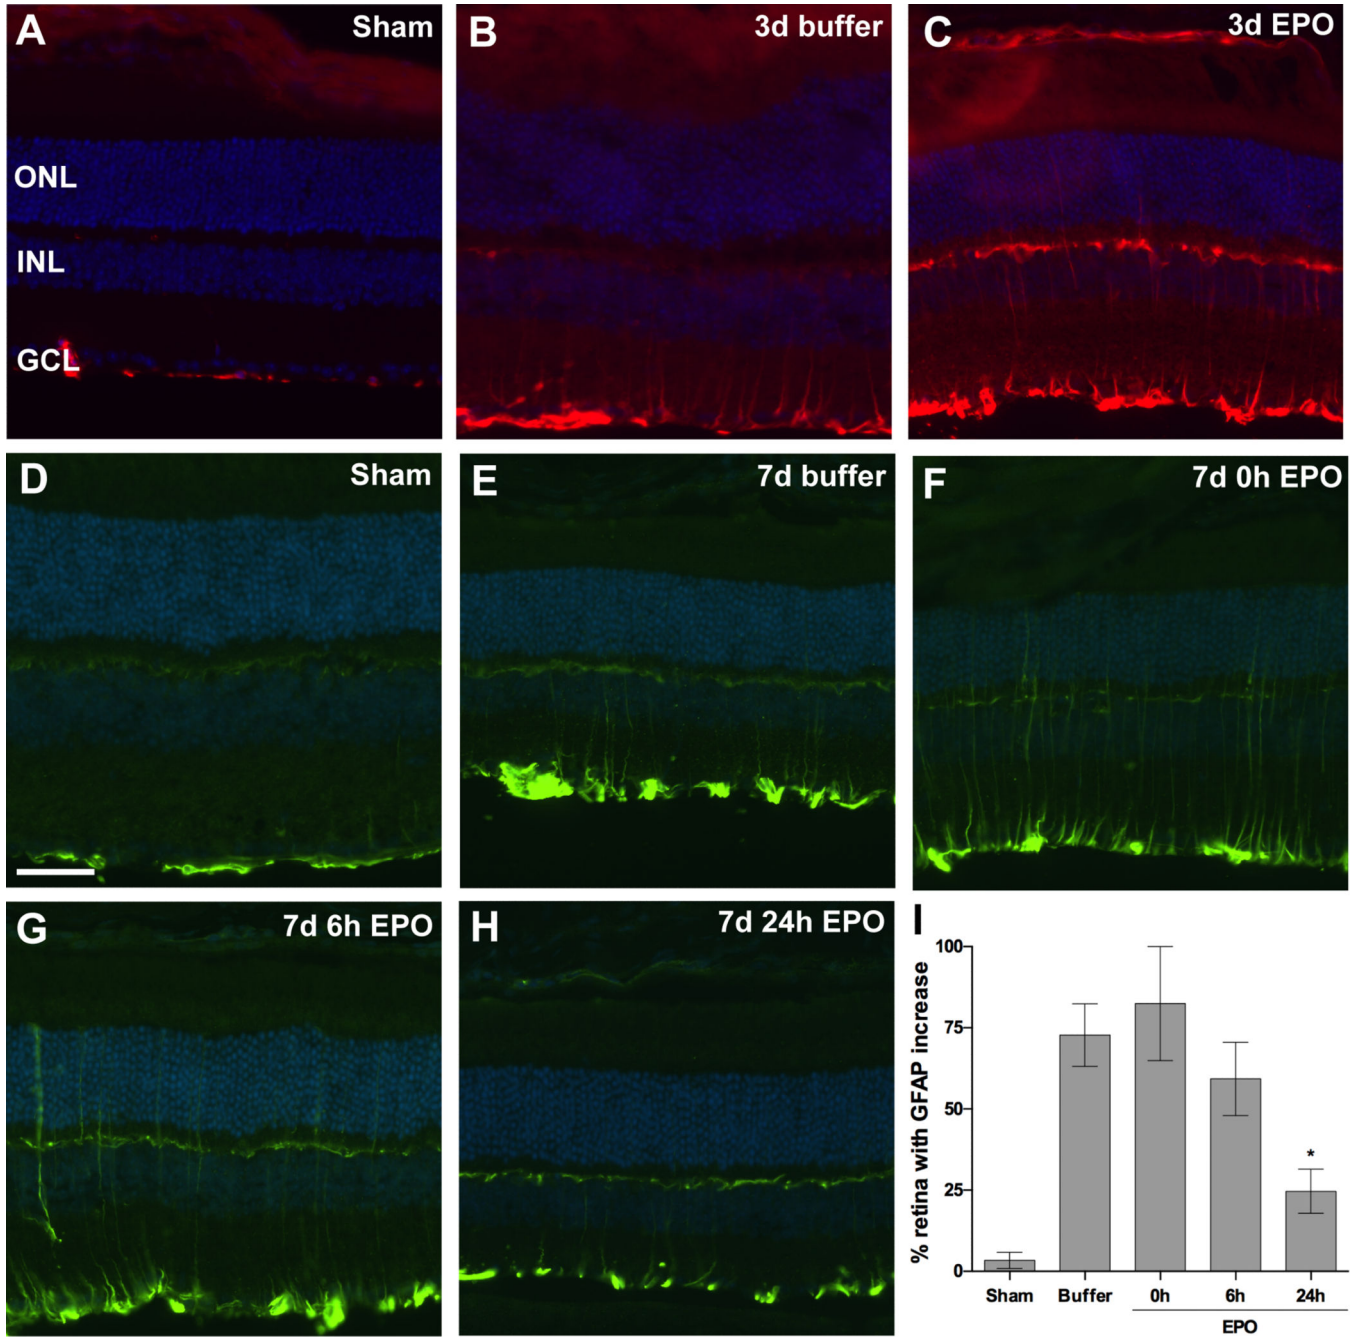 A Sham
B 3d buffer
C 3d EPO
ONL
INL
GCL
D Sham
E 7d buffer
F 7d 0h EPO
G 7d 6h EPO
H 7d 24h EPO
I
% retina with GFAP increase
100
75
50
25
0
*
Sham Buffer 0h 6h 24h
EPO